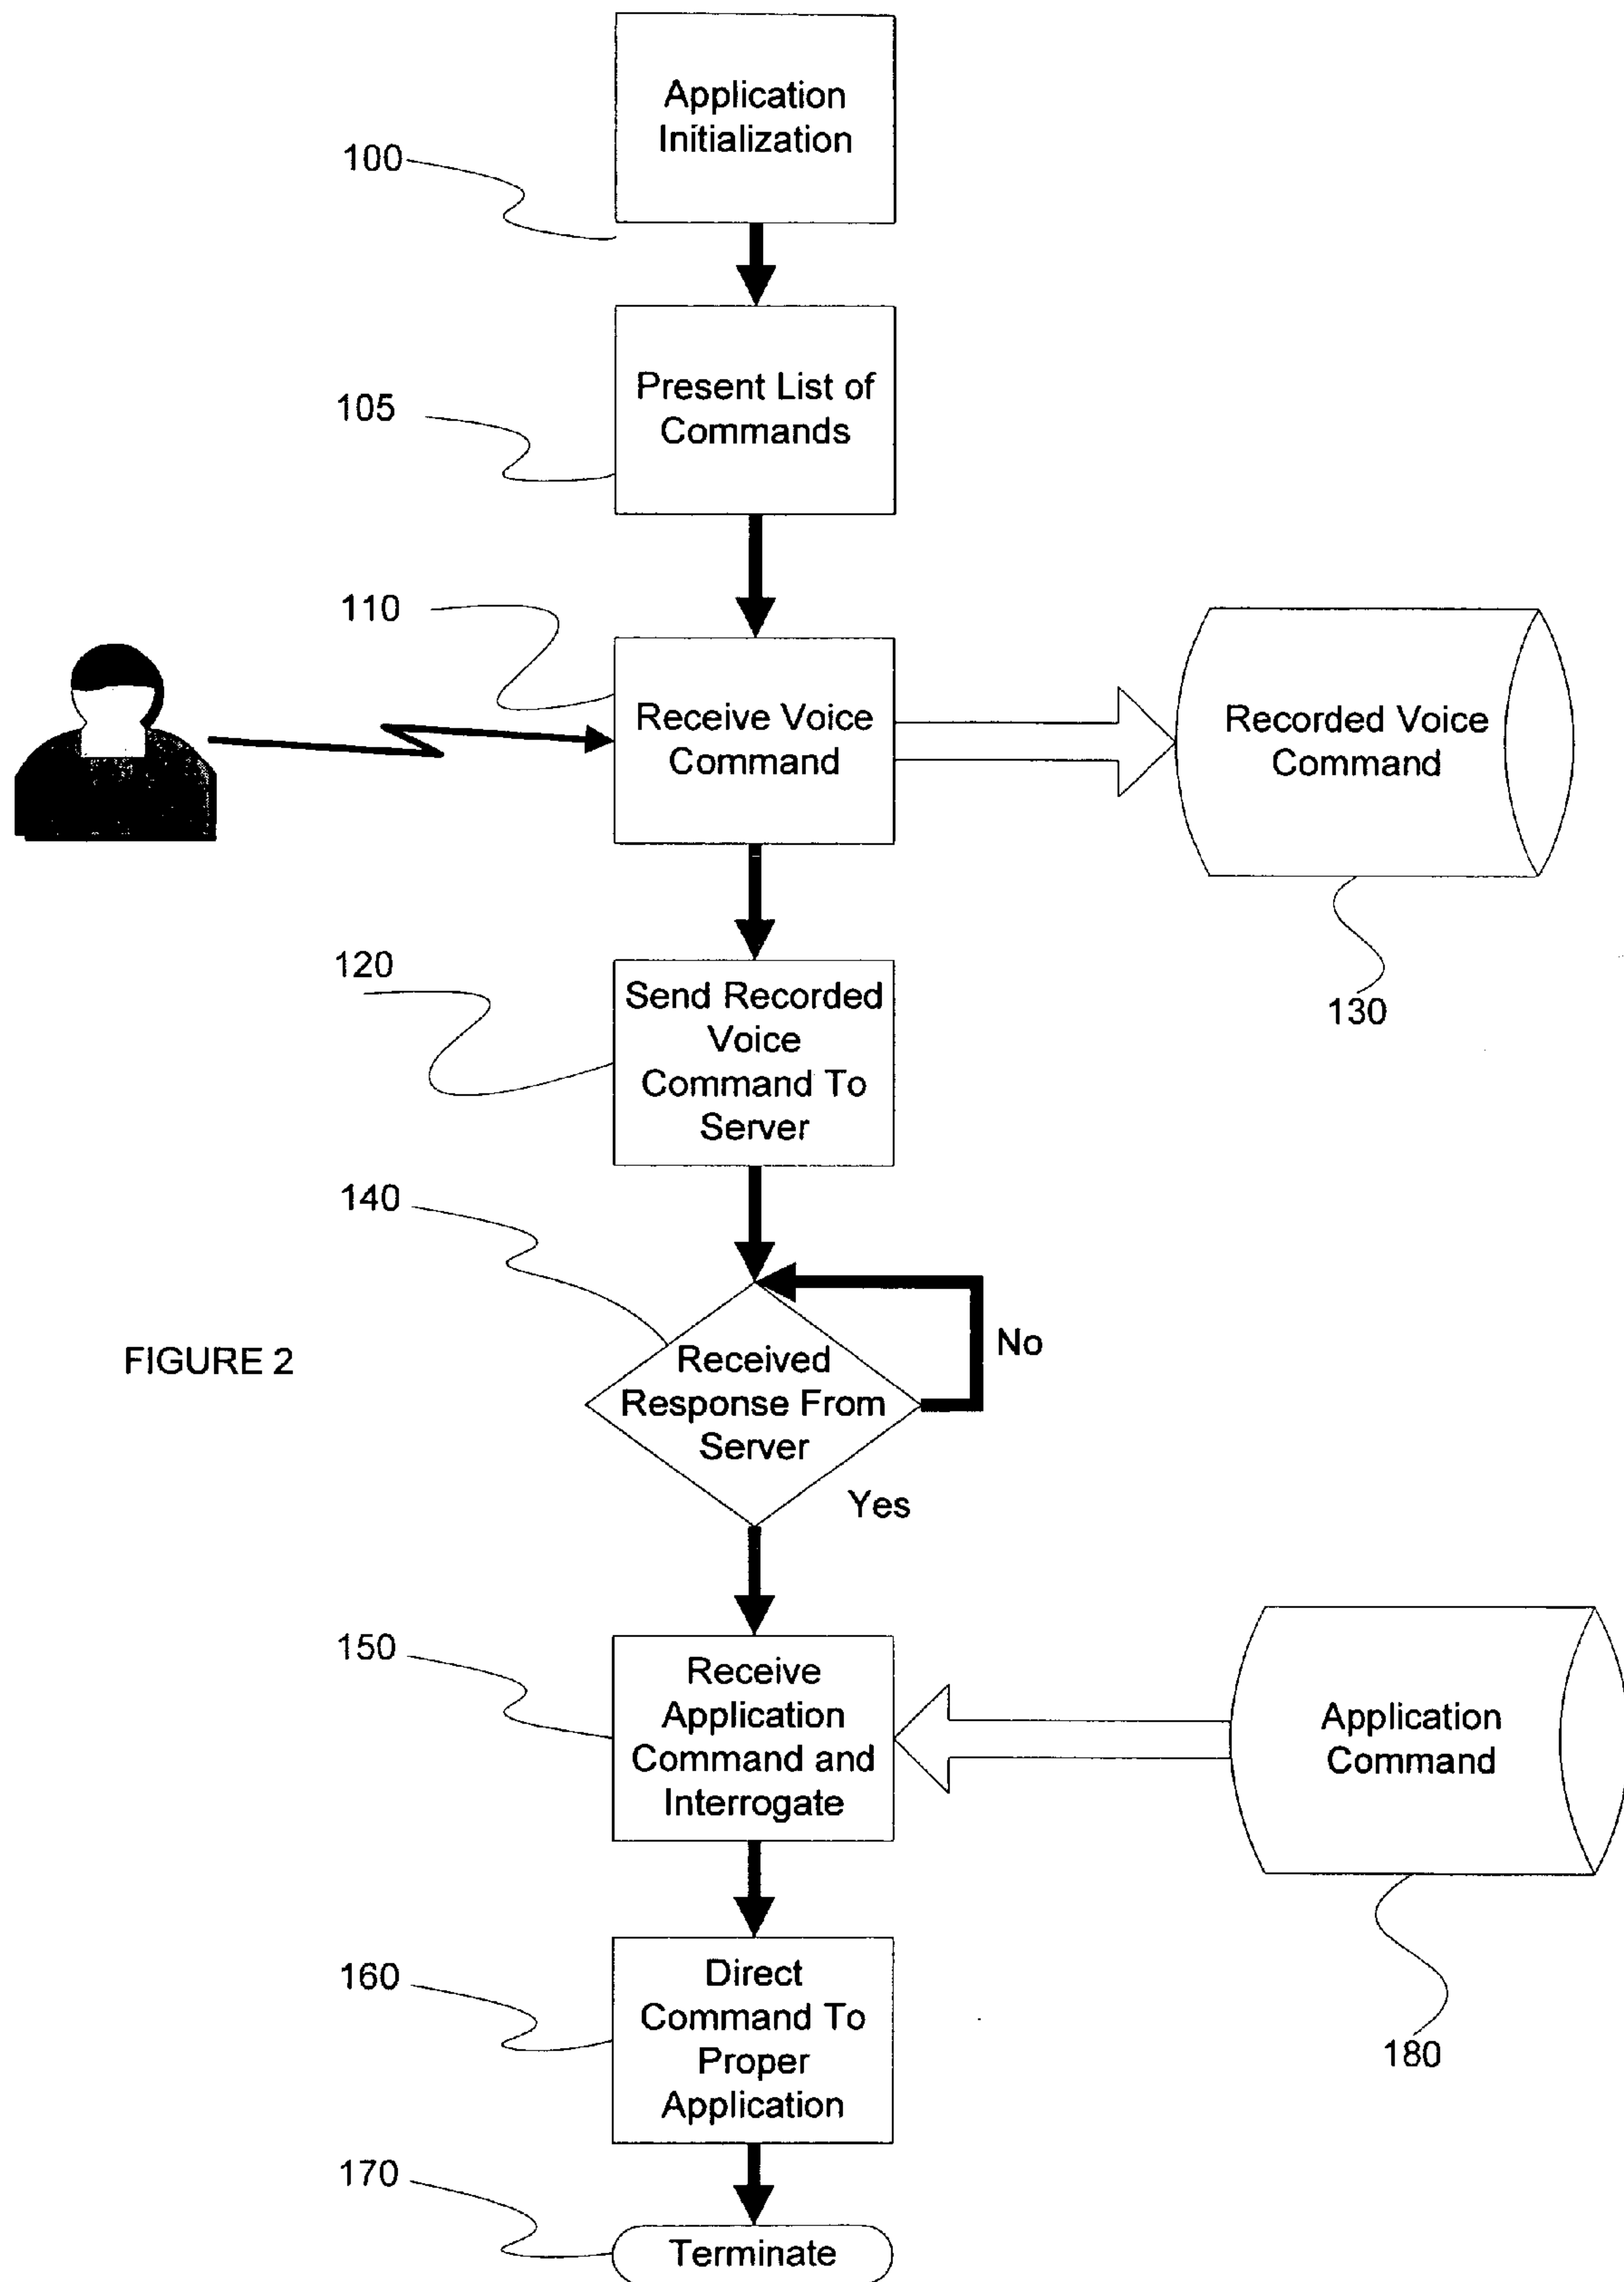 Application
Initialization
100
Present List of
Commands
105
110
Receive Voice
Command
Recorded Voice
Command
130
120
Send Recorded
Voice
Command To
Server
140
No
FIGURE 2
Received
Response From
Server
Yes
150
Receive
Application
Command and
Interrogate
Application
Command
180
160
Direct
Command To
Proper
Application
170
Terminate